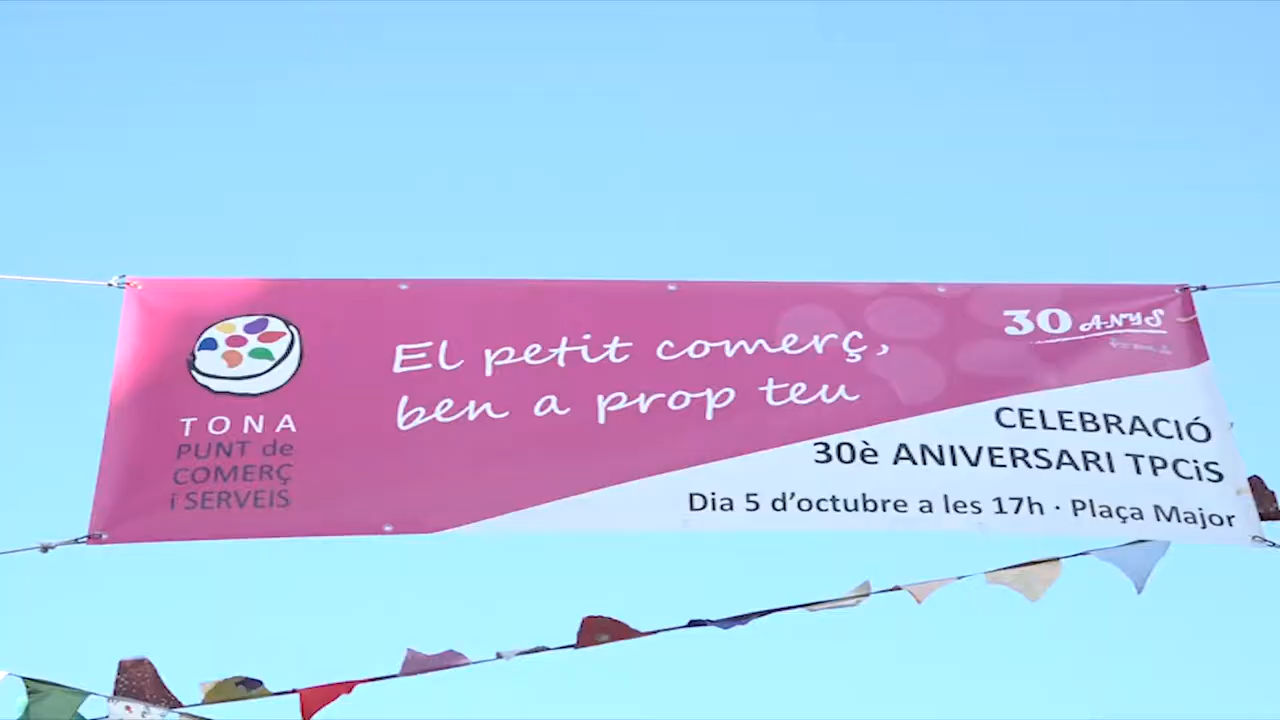 TONA
PUNT de
COMERÇ
i SERVEIS
El petit comerç,
ben a prop teu
30 ANYS
CELEBRACIÓ
30è ANIVERSARI TPCiS
Dia 5 d'octubre a les 17h · Plaça Major